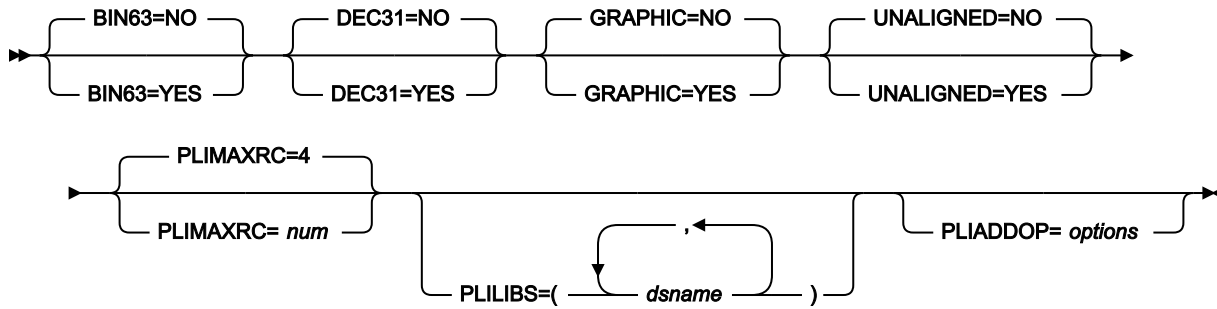 BIN63=NO DEC31=NO GRAPHIC=NO UNALIGNED=NO
BIN63=YES DEC31=YES GRAPHIC=YES UNALIGNED=YES
PLIMAXRC=4
PLIMAXRC= num
,
PLIADDOP= options
PLILIBS=( dsname )